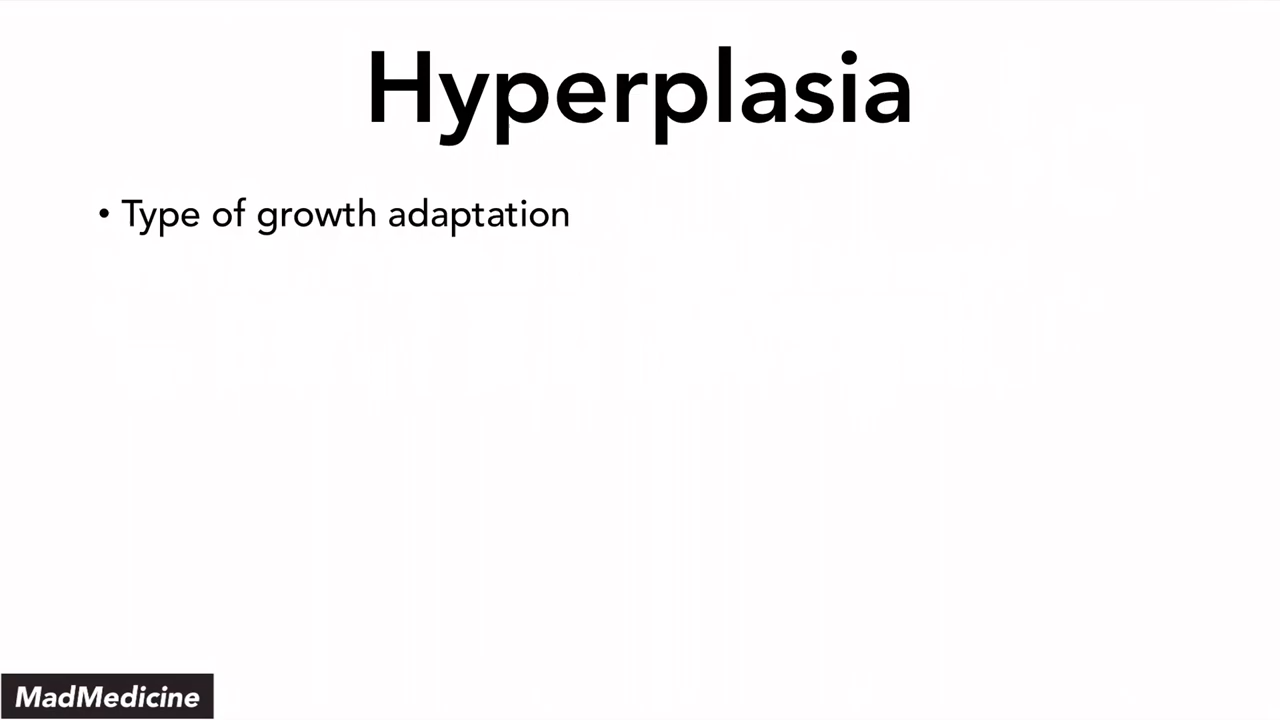 Hyperplasia
• Type of growth adaptation
MadMedicine